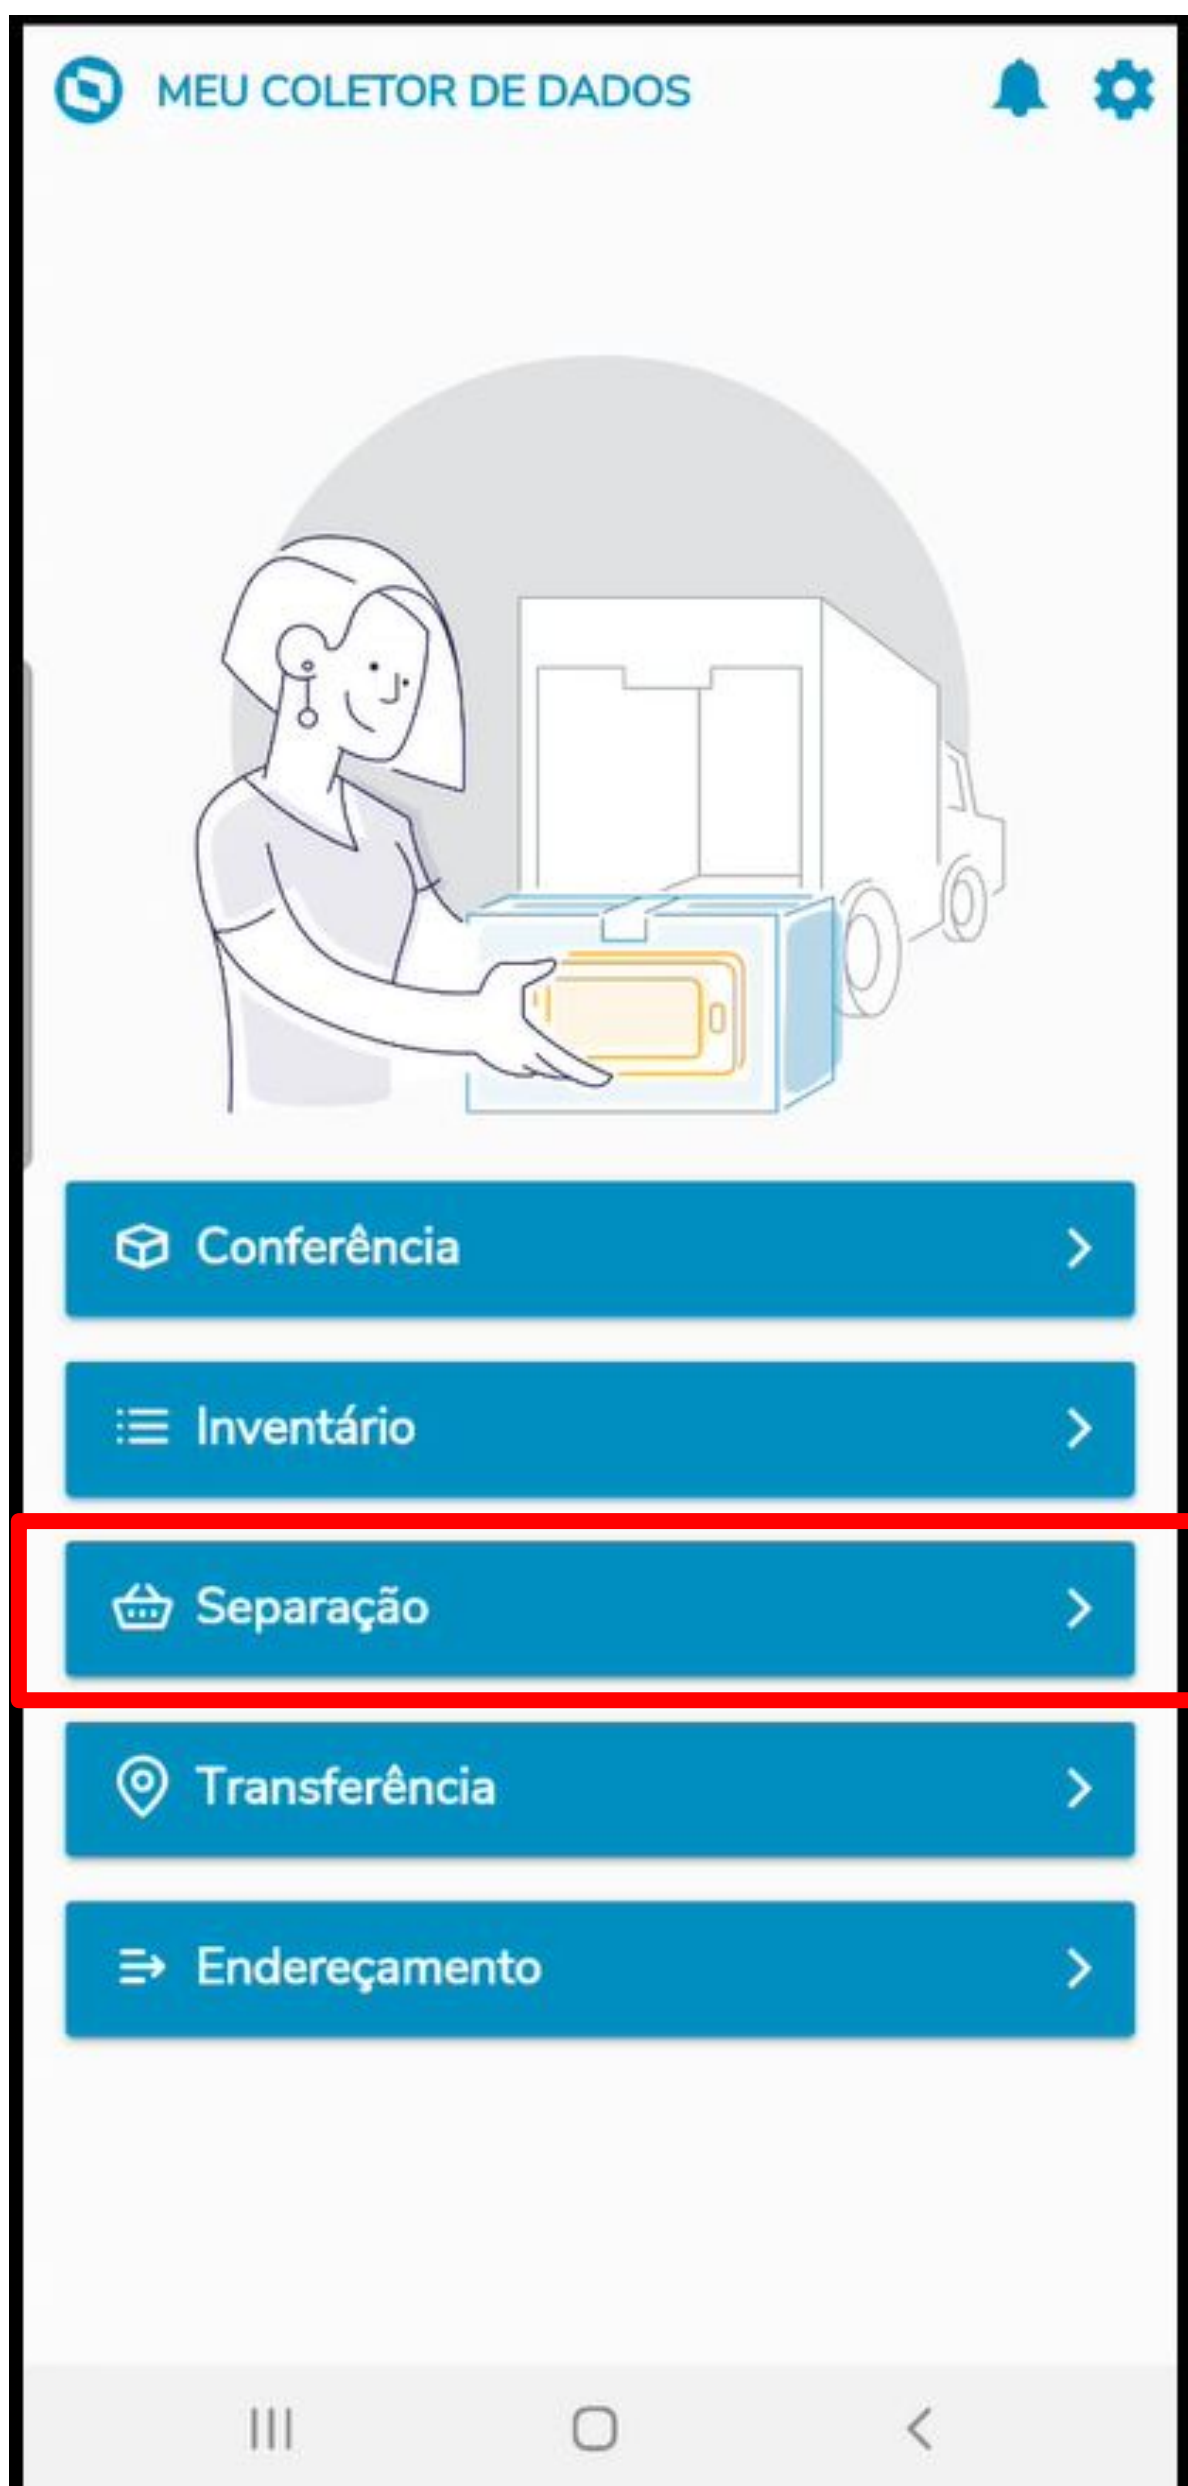 MEU COLETOR DE DADOS
Conferência
Inventário
Separação
Transferência
Endereçamento